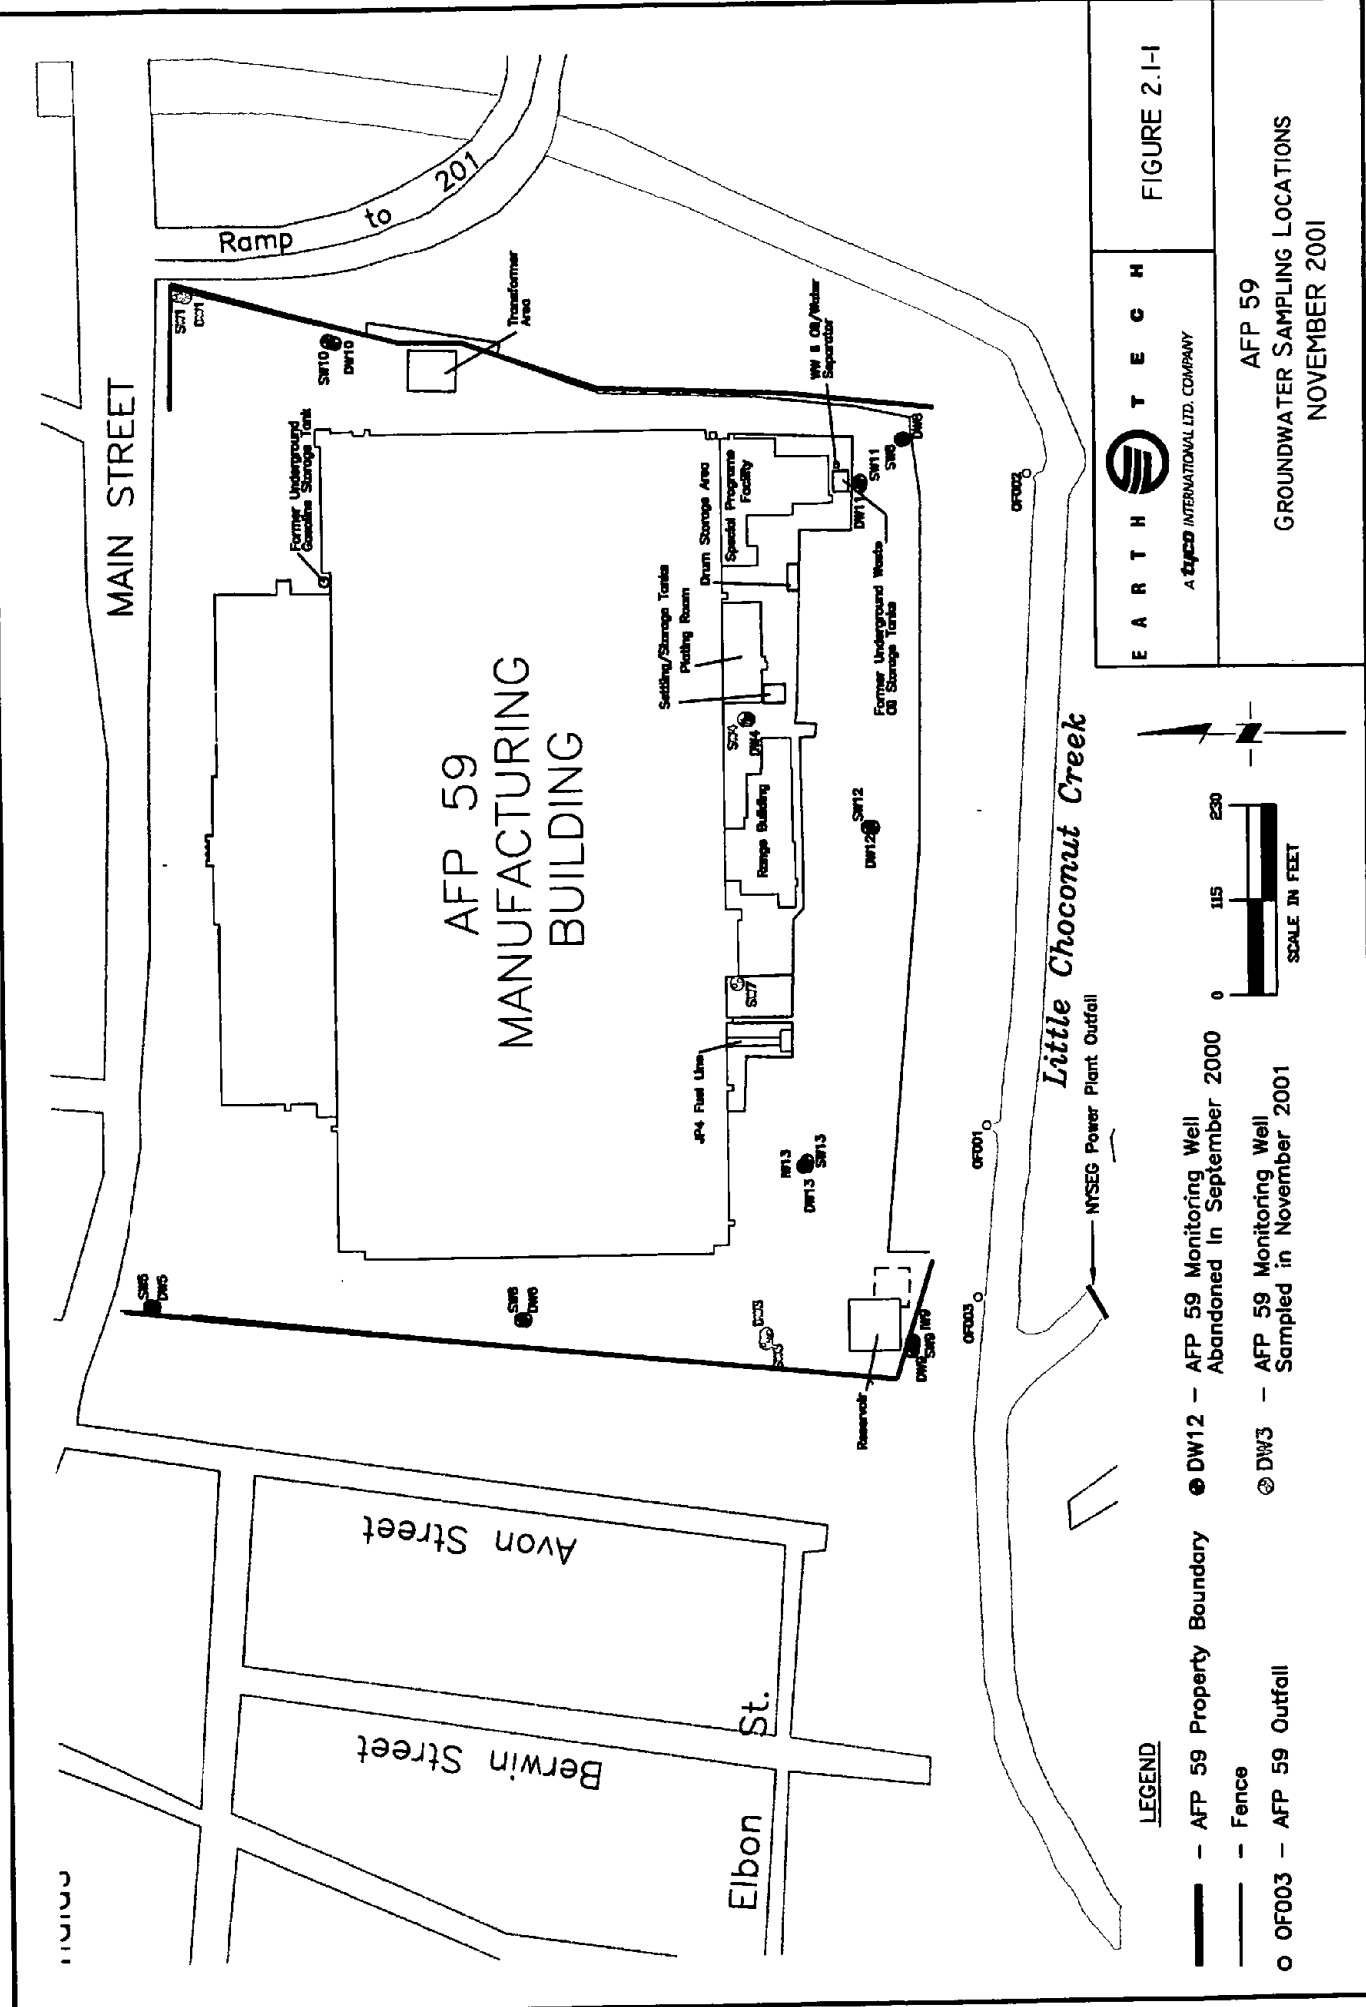 MAIN STREET
Ramp to 201
SW10
DW10
Transformer
Area
Former Underground
Gasoline Storage Tank
AFP 59
MANUFACTURING
BUILDING
Settling/Storage Tanks
Plating Room
Drum Storage Area
Special Programs
Facility
WW & Oil/Water
Separator
SW11
DW11
Former Underground Waste
Oil Storage Tanks
DW4
Range Building
SW12
DW12
JP4 Fuel Line
SW13
DW13
DW5
SW6
DW6
Reservoir
SW9
OF002
OF001
OF003
Little Choconut Creek
NYSEG Power Plant Outfall
Avon Street
Berwin Street
Elbon St.
LEGEND
- AFP 59 Property Boundary
- Fence
OF003 - AFP 59 Outfall
DW12 - AFP 59 Monitoring Well
Abandoned In September 2000
DW3 - AFP 59 Monitoring Well
Sampled in November 2001
0 115 230
SCALE IN FEET
N
EARTH TECH
A tyco INTERNATIONAL LTD. COMPANY
FIGURE 2.1-1
AFP 59
GROUNDWATER SAMPLING LOCATIONS
NOVEMBER 2001